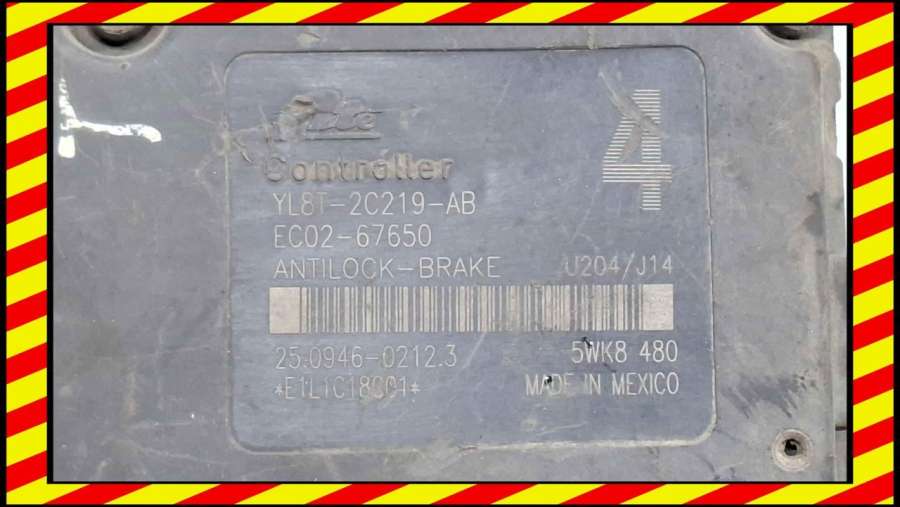 Controller
4
YL8T-2C219-AB
EC02-67650
ANTILOCK-BRAKE U204/J14
25.0946-0212.3 5WK8 480
*E1L1C18C01* MADE IN MEXICO